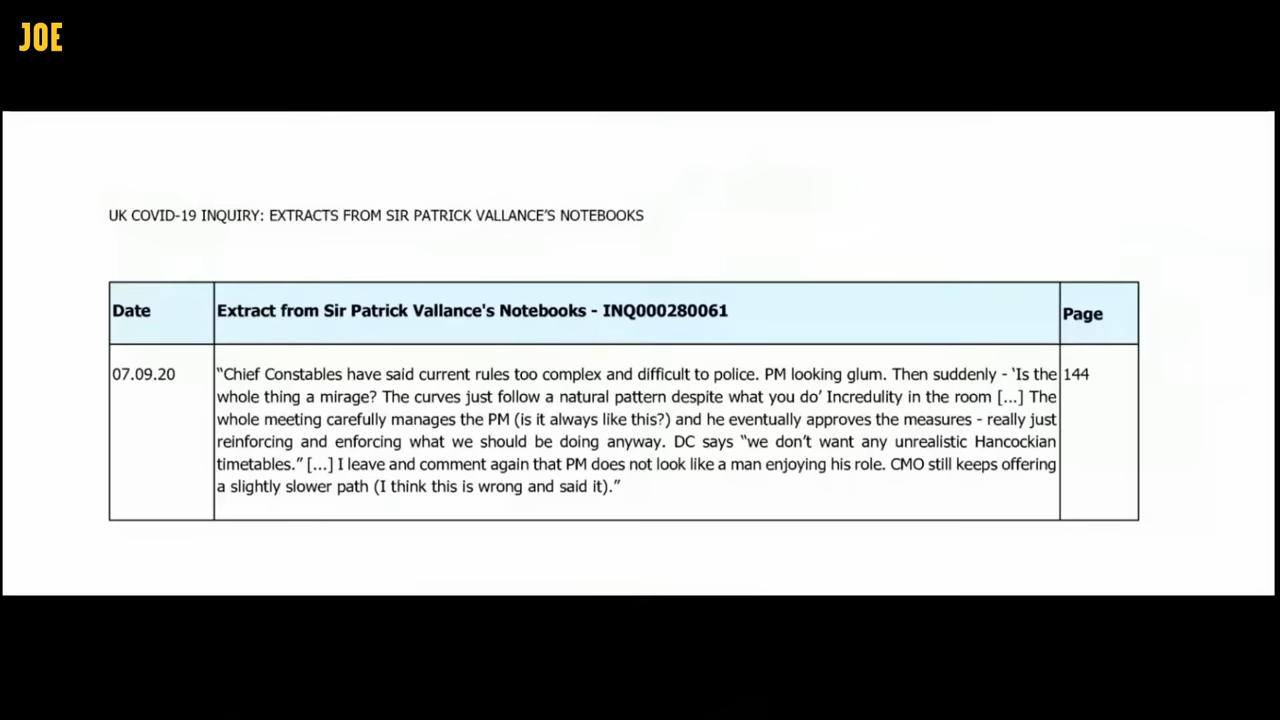 JOE
UK COVID-19 INQUIRY: EXTRACTS FROM SIR PATRICK VALLANCE'S NOTEBOOKS
Date
Extract from Sir Patrick Vallance's Notebooks - INQ000280061
Page
07.09.20
“Chief Constables have said current rules too complex and difficult to police. PM looking glum. Then suddenly - ‘Is the
whole thing a mirage? The curves just follow a natural pattern despite what you do’ Incredulity in the room [...] The
whole meeting carefully manages the PM (is it always like this?) and he eventually approves the measures - really just
reinforcing and enforcing what we should be doing anyway. DC says “we don’t want any unrealistic Hancockian
timetables.” [...] I leave and comment again that PM does not look like a man enjoying his role. CMO still keeps offering
a slightly slower path (I think this is wrong and said it).”
144